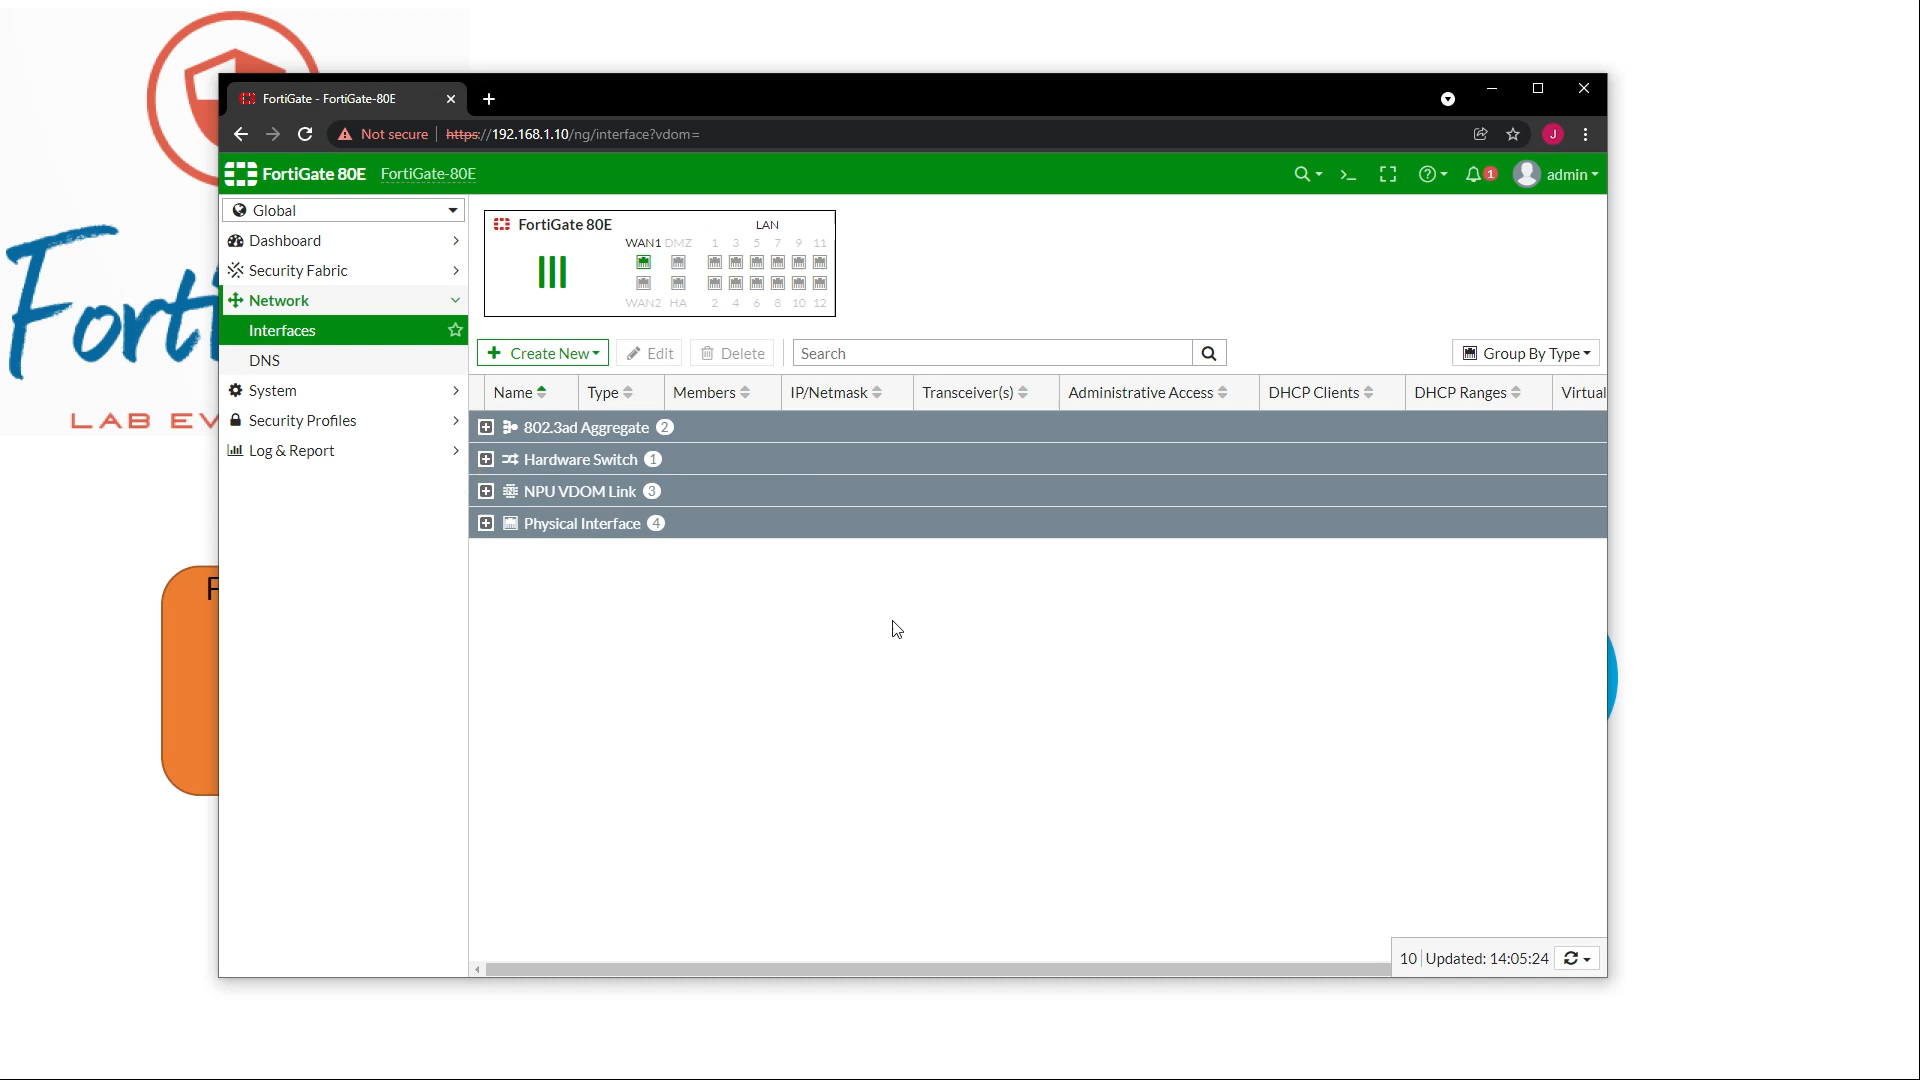 Forti
LAB EV
F
FortiGate - FortiGate-80E
Not secure
https://192.168.1.10/ng/interface?vdom=
J
FortiGate 80E FortiGate-80E
1 admin
Global
Dashboard
Security Fabric
Network
Interfaces
DNS
System
Security Profiles
Log & Report
FortiGate 80E
LAN
WAN1 DMZ 1 3 5 7 9 11
WAN2 HA 2 4 6 8 10 12
Create New Edit Delete Search Group By Type
Name Type Members IP/Netmask Transceiver(s) Administrative Access DHCP Clients DHCP Ranges Virtual
802.3ad Aggregate 2
Hardware Switch 1
NPU VDOM Link 3
Physical Interface 4
10 Updated: 14:05:24